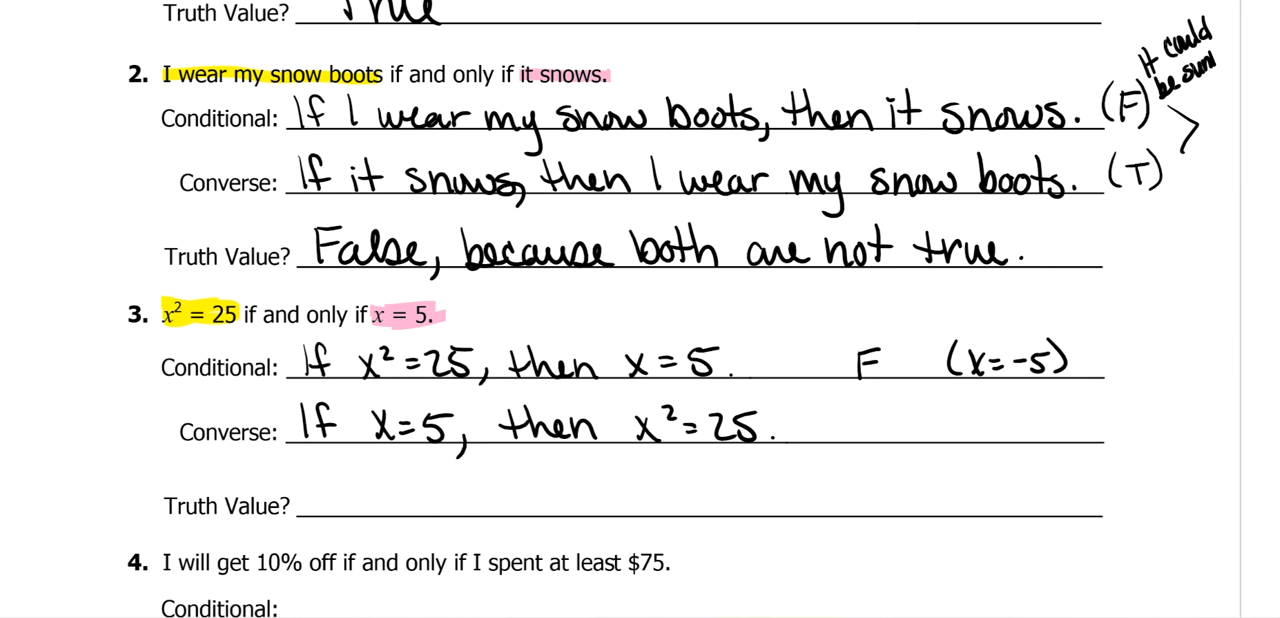 Truth Value? True
2. I wear my snow boots if and only if it snows.
It could
be sunny
Conditional: If I wear my snow boots, then it snows. (F)
Converse: If it snows, then I wear my snow boots. (T)
Truth Value? False, because both are not true.
3. x² = 25 if and only if x = 5.
Conditional: If x²=25, then x=5. F (x=-5)
Converse: If x=5, then x²=25.
Truth Value?
4. I will get 10% off if and only if I spent at least $75.
Conditional: